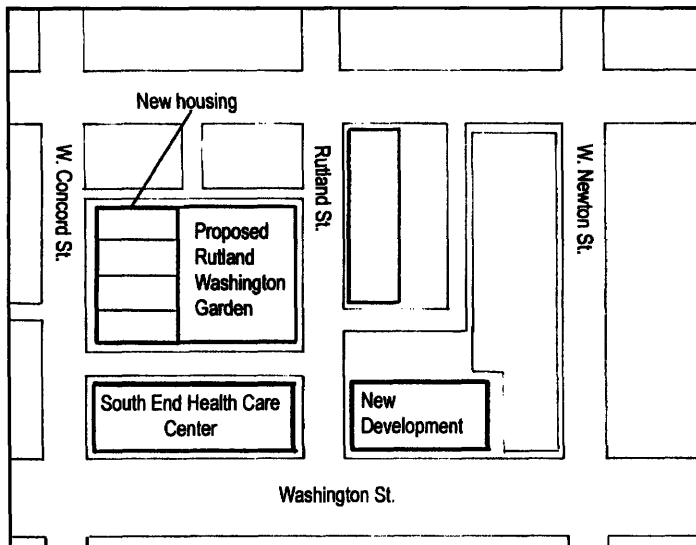 New housing
W. Concord St.
Rutland St.
W. Newton St.
Proposed
Rutland
Washington
Garden
South End Health Care
Center
New
Development
Washington St.